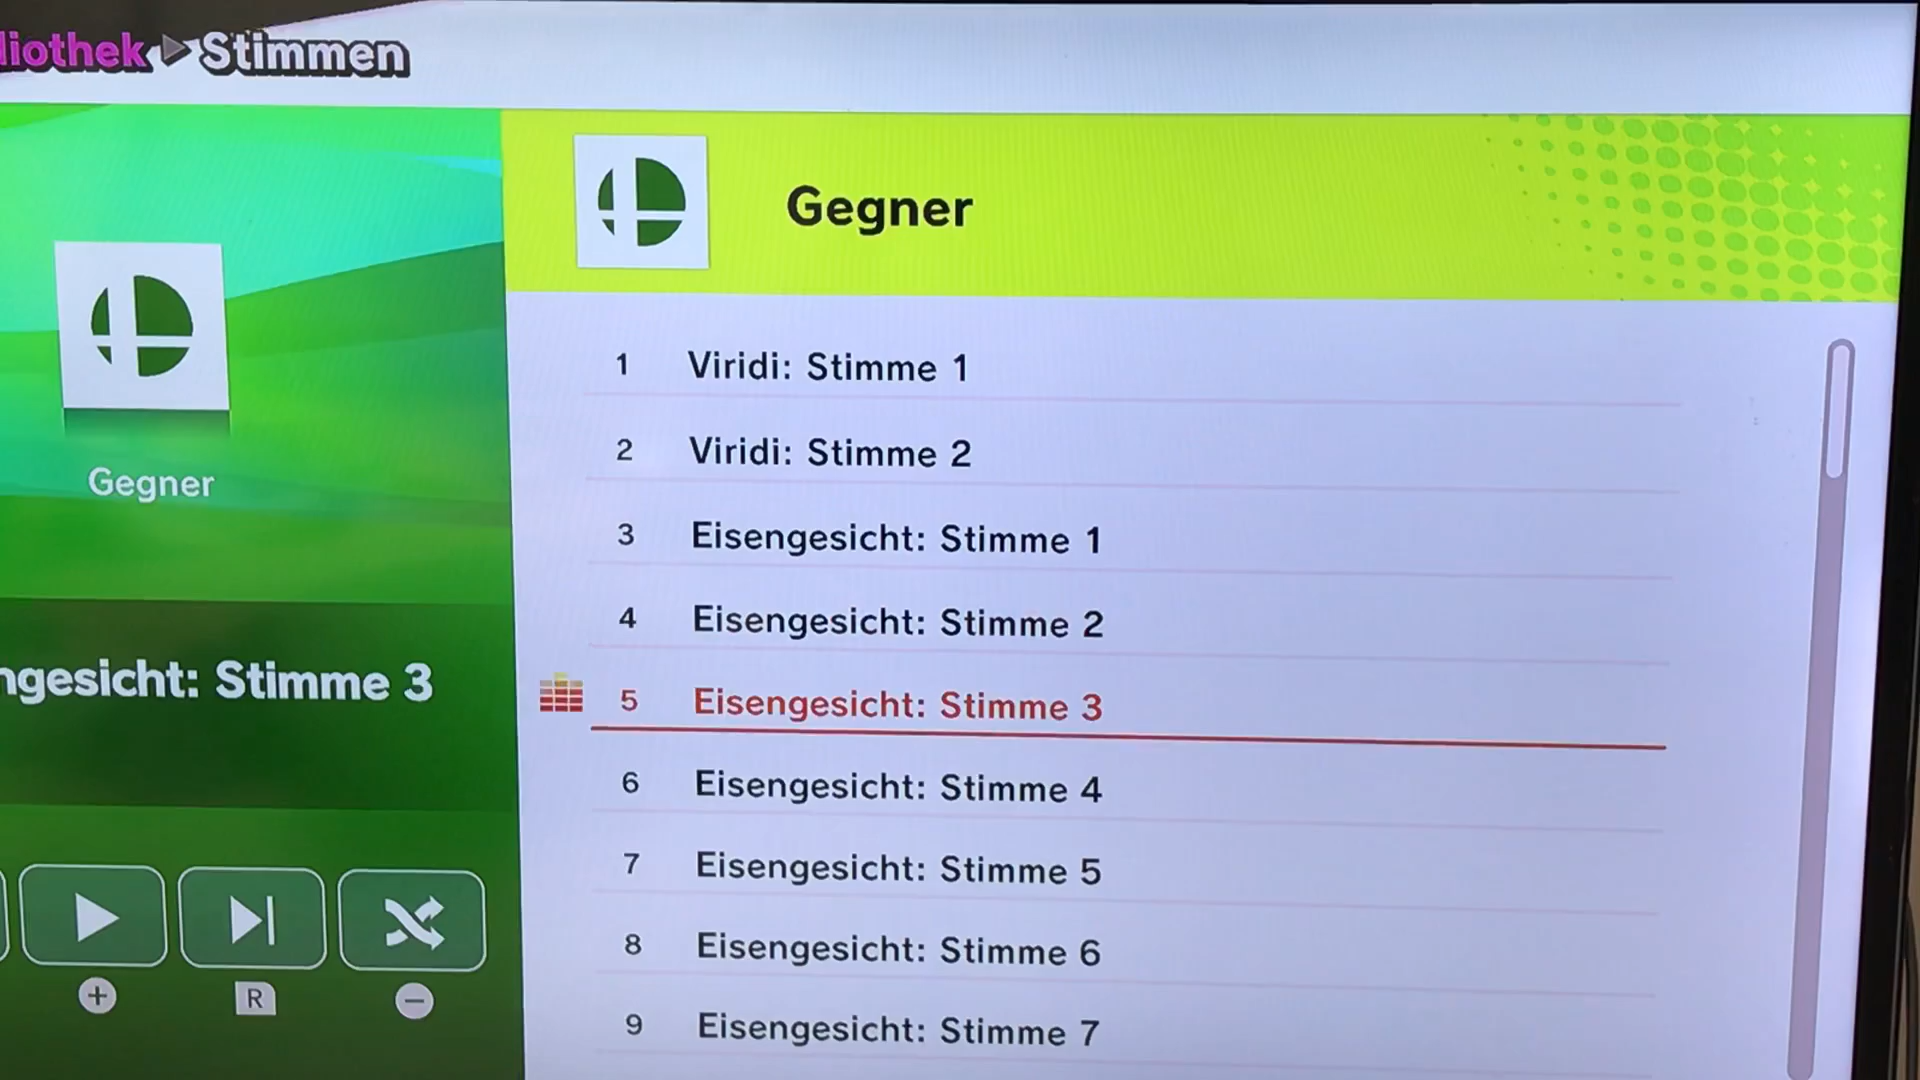 liothek ▶ Stimmen
Gegner
ngesicht: Stimme 3
+
R
−
Gegner
1 Viridi: Stimme 1
2 Viridi: Stimme 2
3 Eisengesicht: Stimme 1
4 Eisengesicht: Stimme 2
5 Eisengesicht: Stimme 3
6 Eisengesicht: Stimme 4
7 Eisengesicht: Stimme 5
8 Eisengesicht: Stimme 6
9 Eisengesicht: Stimme 7